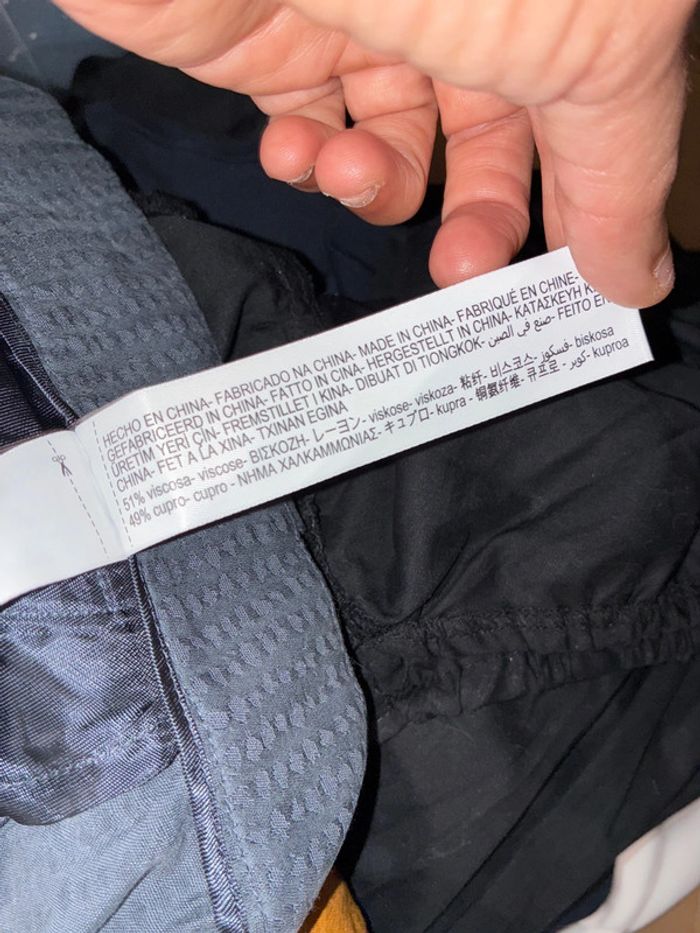 HECHO EN CHINA- FABRICADO NA CHINA- MADE IN CHINA- FABRIQUÉ EN CHINE-
GEFABRICEERD IN CHINA- FATTO IN CINA- HERGESTELLT IN CHINA- ΚΑΤΑΣΚΕΥΗ
ÜRETIM YERİ ÇİN- FREMSTILLET I KINA- DIBUAT DI TIONGKOK- صنع في الصين- FEITO
CHINA- FET A LA XINA- TXINAN EGINA
51% viscosa- viscose- ΒΙΣΚΟΖΗ- レーヨン- viskose- viskoza- 粘纤- 비스코스- فسكوز- biskosa
49% cupro- cupro - ΝΗΜΑ ΧΑΛΚΑΜΜΩΝΙΑΣ- キュプロ- kupra - 铜氨纤维- 큐프로 - كوبر - kuproa